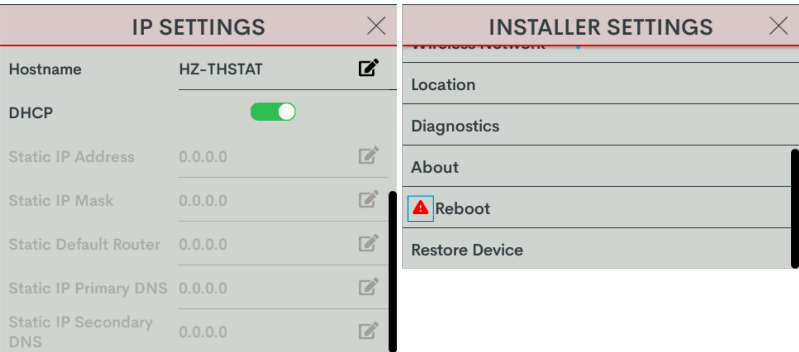 IP SETTINGS
Hostname HZ-THSTAT
DHCP
Static IP Address 0.0.0.0
Static IP Mask 0.0.0.0
Static Default Router 0.0.0.0
Static IP Primary DNS 0.0.0.0
Static IP Secondary DNS 0.0.0.0
INSTALLER SETTINGS
Wireless Network
Location
Diagnostics
About
Reboot
Restore Device